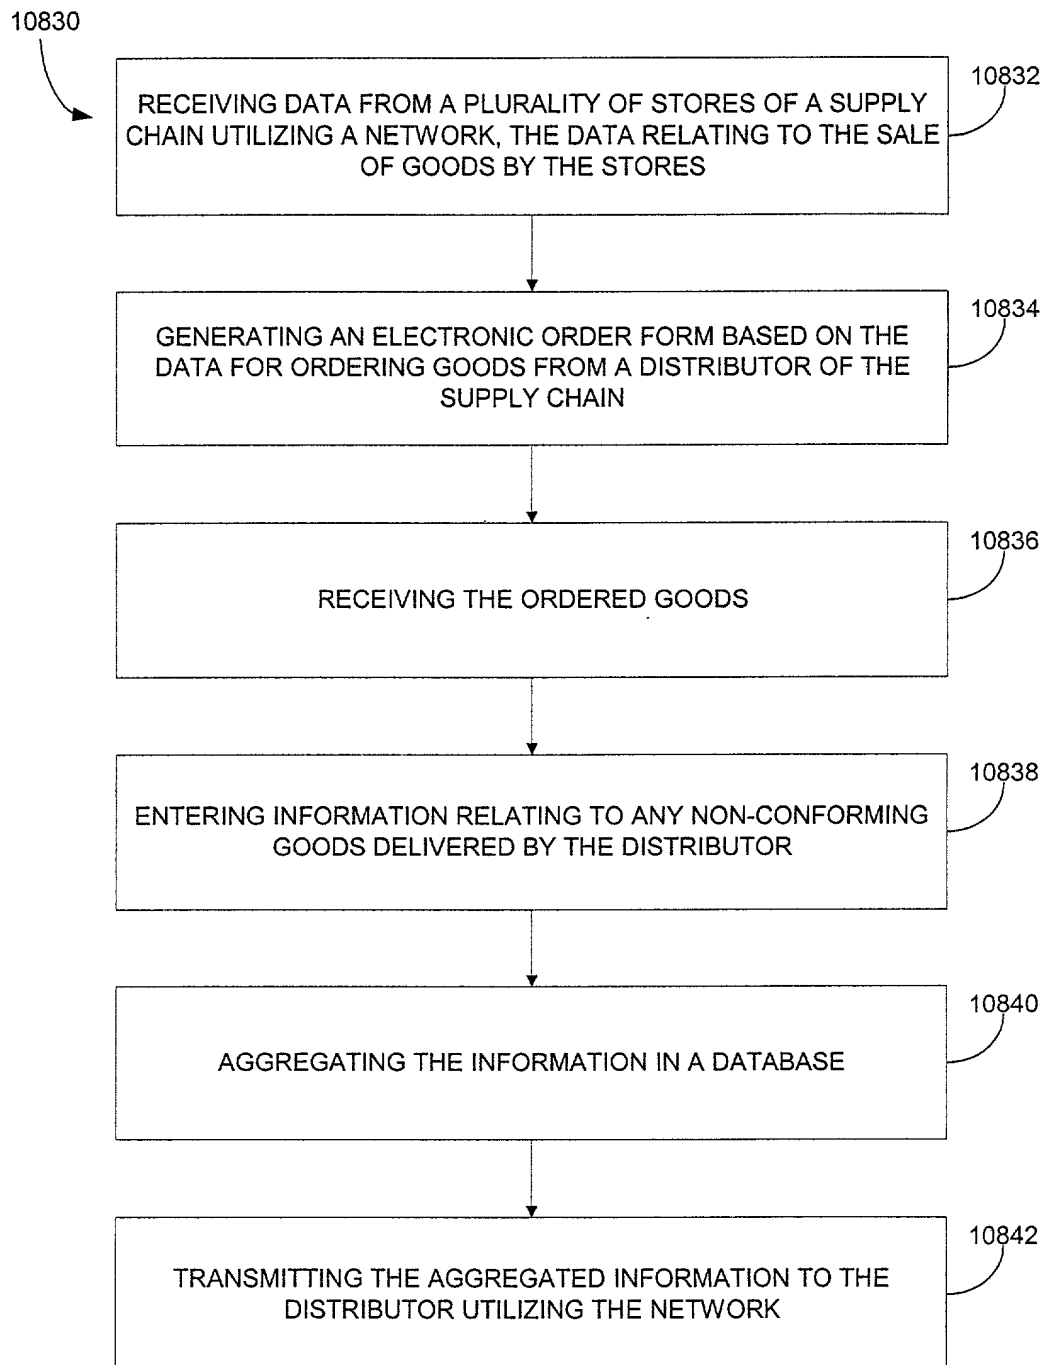 10830
10832
RECEIVING DATA FROM A PLURALITY OF STORES OF A SUPPLY
CHAIN UTILIZING A NETWORK, THE DATA RELATING TO THE SALE
OF GOODS BY THE STORES
10834
GENERATING AN ELECTRONIC ORDER FORM BASED ON THE
DATA FOR ORDERING GOODS FROM A DISTRIBUTOR OF THE
SUPPLY CHAIN
10836
RECEIVING THE ORDERED GOODS
10838
ENTERING INFORMATION RELATING TO ANY NON-CONFORMING
GOODS DELIVERED BY THE DISTRIBUTOR
10840
AGGREGATING THE INFORMATION IN A DATABASE
10842
TRANSMITTING THE AGGREGATED INFORMATION TO THE
DISTRIBUTOR UTILIZING THE NETWORK